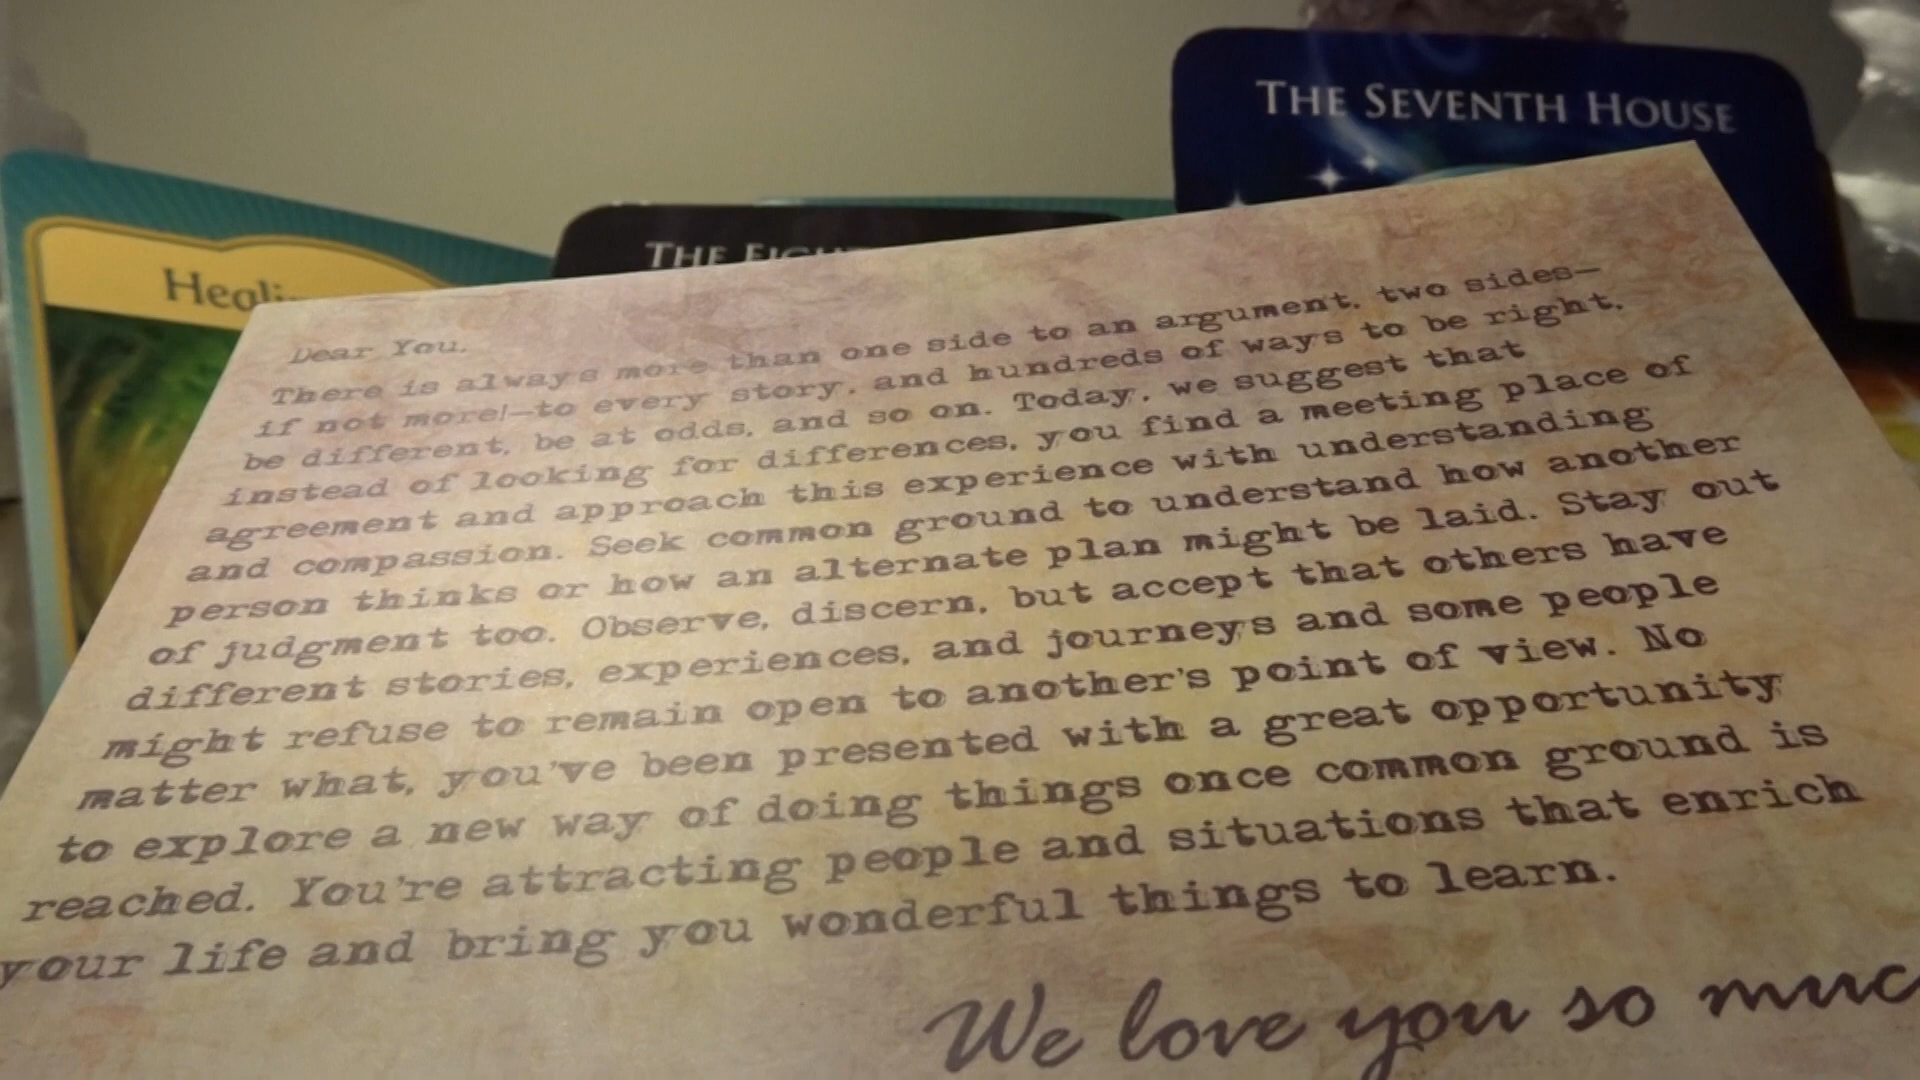 THE SEVENTH HOUSE
THE
Dear You,
There is always more than one side to an argument, two sides—
if not more!—to every story, and hundreds of ways to be right,
be different, be at odds, and so on. Today, we suggest that
instead of looking for differences, you find a meeting place of
agreement and approach this experience with understanding
and compassion. Seek common ground to understand how another
person thinks or how an alternate plan might be laid. Stay out
of judgment too. Observe, discern, but accept that others have
different stories, experiences, and journeys and some people
might refuse to remain open to another's point of view. No
matter what, you've been presented with a great opportunity
to explore a new way of doing things once common ground is
reached. You're attracting people and situations that enrich
your life and bring you wonderful things to learn.
We love you so muc